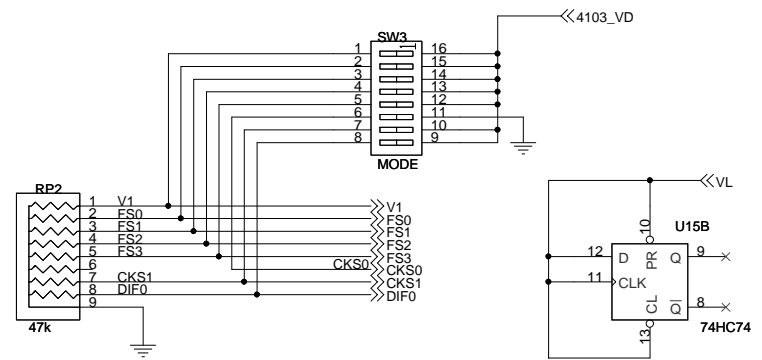 4103_VD
SW3
1
1 16
2 15
3 14
4 13
5 12
6 11
7 10
8 9
MODE
VL
RP2
1 V1 V1
2 FS0 FS0
3 FS1 FS1
4 FS2 FS2
5 FS3 FS3
6 CKS0 CKS0
7 CKS1 CKS1
8 DIF0 DIF0
9
47k
U15B
10
12 D PR Q 9
11 CLK
CL Q 8
13
74HC74